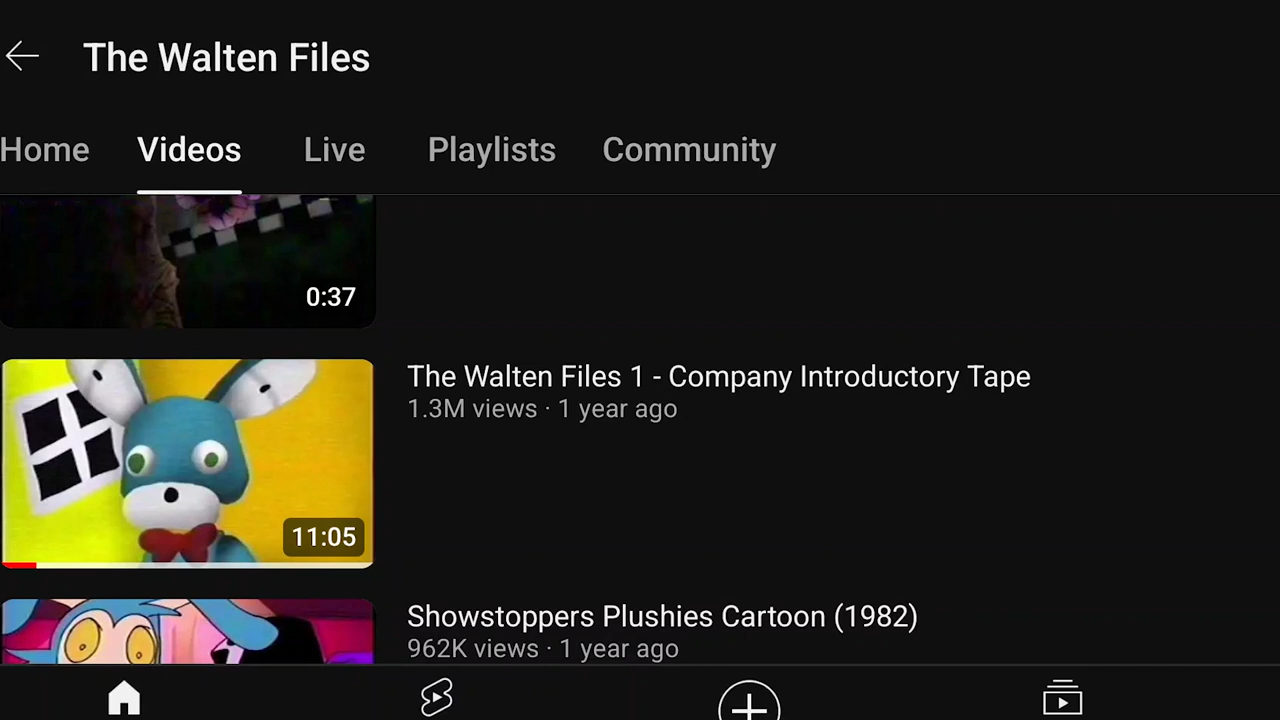 The Walten Files
Home Videos Live Playlists Community
0:37
The Walten Files 1 - Company Introductory Tape
1.3M views · 1 year ago
11:05
Showstoppers Plushies Cartoon (1982)
962K views · 1 year ago